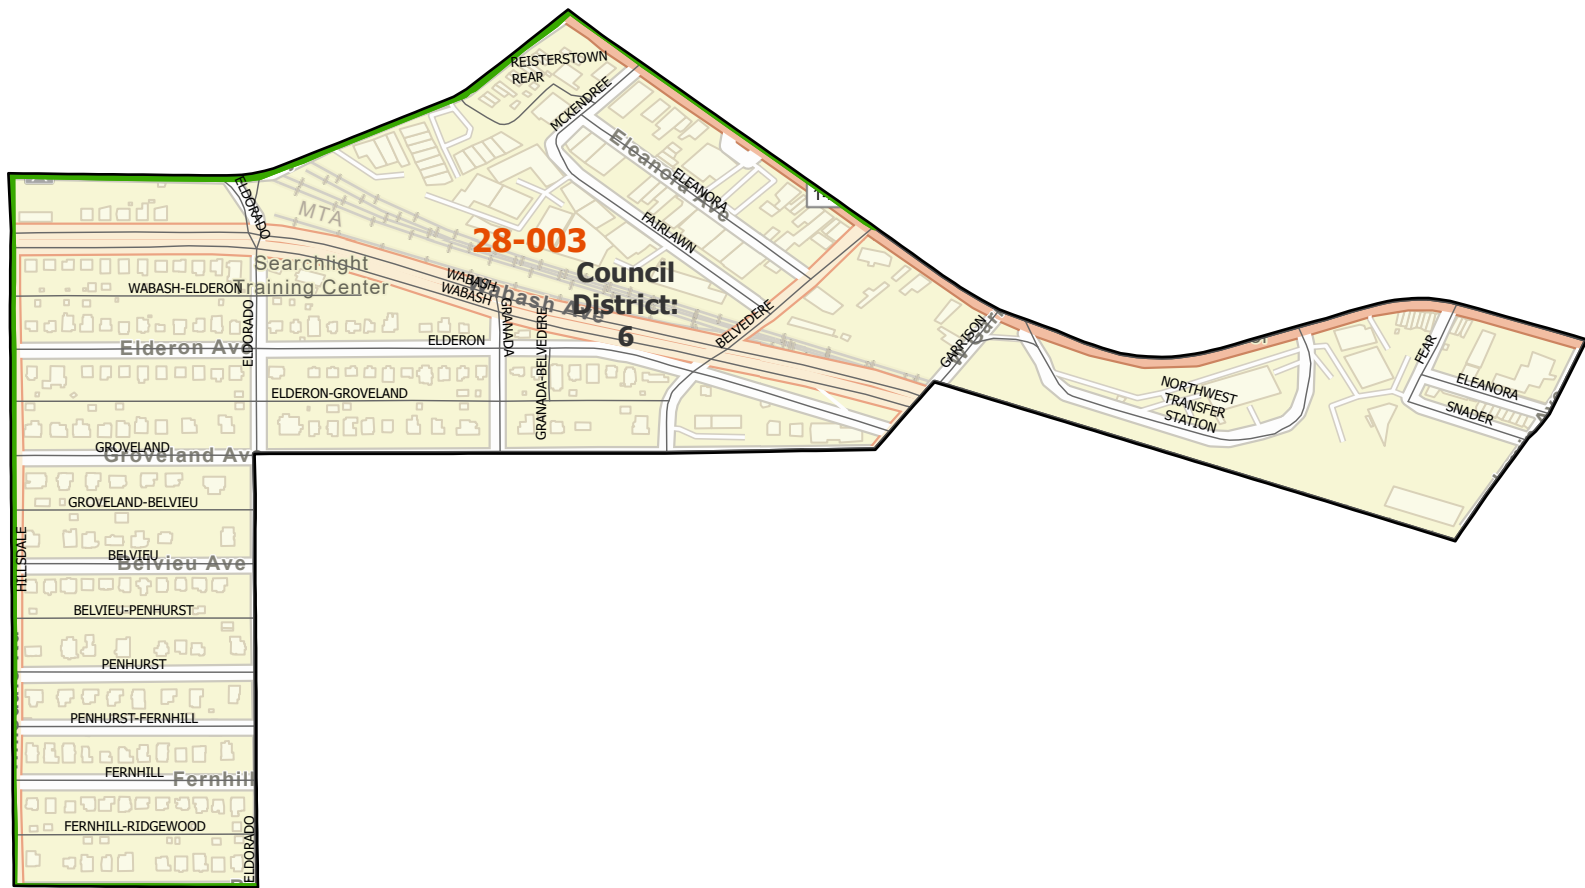 REISTERSTOWN
REAR
MCKENDREE
Eleanora Ave
ELEANORA
FAIRLAWN
ELDORADO
MTA
28-003
Council
District:
6
Searchlight
Training Center
WABASH
WABASH
Wabash Ave
WABASH-ELDERON
ELDORADO
GRANADA
GRANADA-BELVEDERE
BELVEDERE
GARRISON
Elderon Ave
ELDERON
ELDERON-GROVELAND
NORTHWEST
TRANSFER
STATION
FEAR
ELEANORA
SNADER
GROVELAND
Groveland Av
GROVELAND-BELVIEU
HILLSDALE
BELVIEU
Belvieu Ave
BELVIEU-PENHURST
PENHURST
PENHURST-FERNHILL
FERNHILL
Fernhill
FERNHILL-RIDGEWOOD
ELDORADO